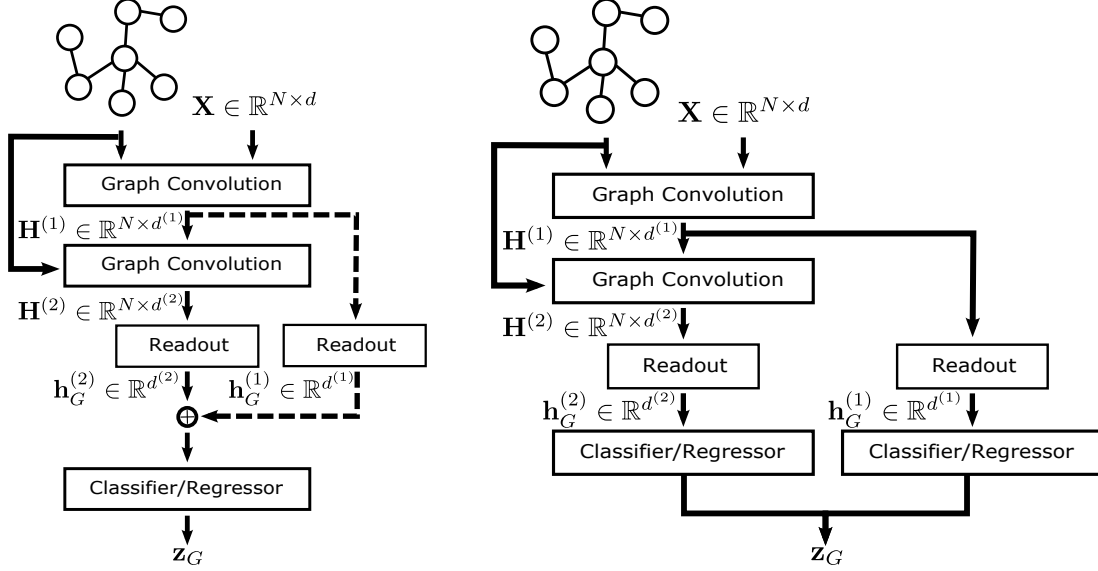 𝐗 ∈ ℝ^{N×d}
Graph Convolution
𝐇^{(1)} ∈ ℝ^{N×d^{(1)}}
Graph Convolution
𝐇^{(2)} ∈ ℝ^{N×d^{(2)}}
Readout
Readout
𝐡_G^{(2)} ∈ ℝ^{d^{(2)}}
𝐡_G^{(1)} ∈ ℝ^{d^{(1)}}
⊕
Classifier/Regressor
𝐳_G
𝐗 ∈ ℝ^{N×d}
Graph Convolution
𝐇^{(1)} ∈ ℝ^{N×d^{(1)}}
Graph Convolution
𝐇^{(2)} ∈ ℝ^{N×d^{(2)}}
Readout
Readout
𝐡_G^{(2)} ∈ ℝ^{d^{(2)}}
𝐡_G^{(1)} ∈ ℝ^{d^{(1)}}
Classifier/Regressor
Classifier/Regressor
𝐳_G